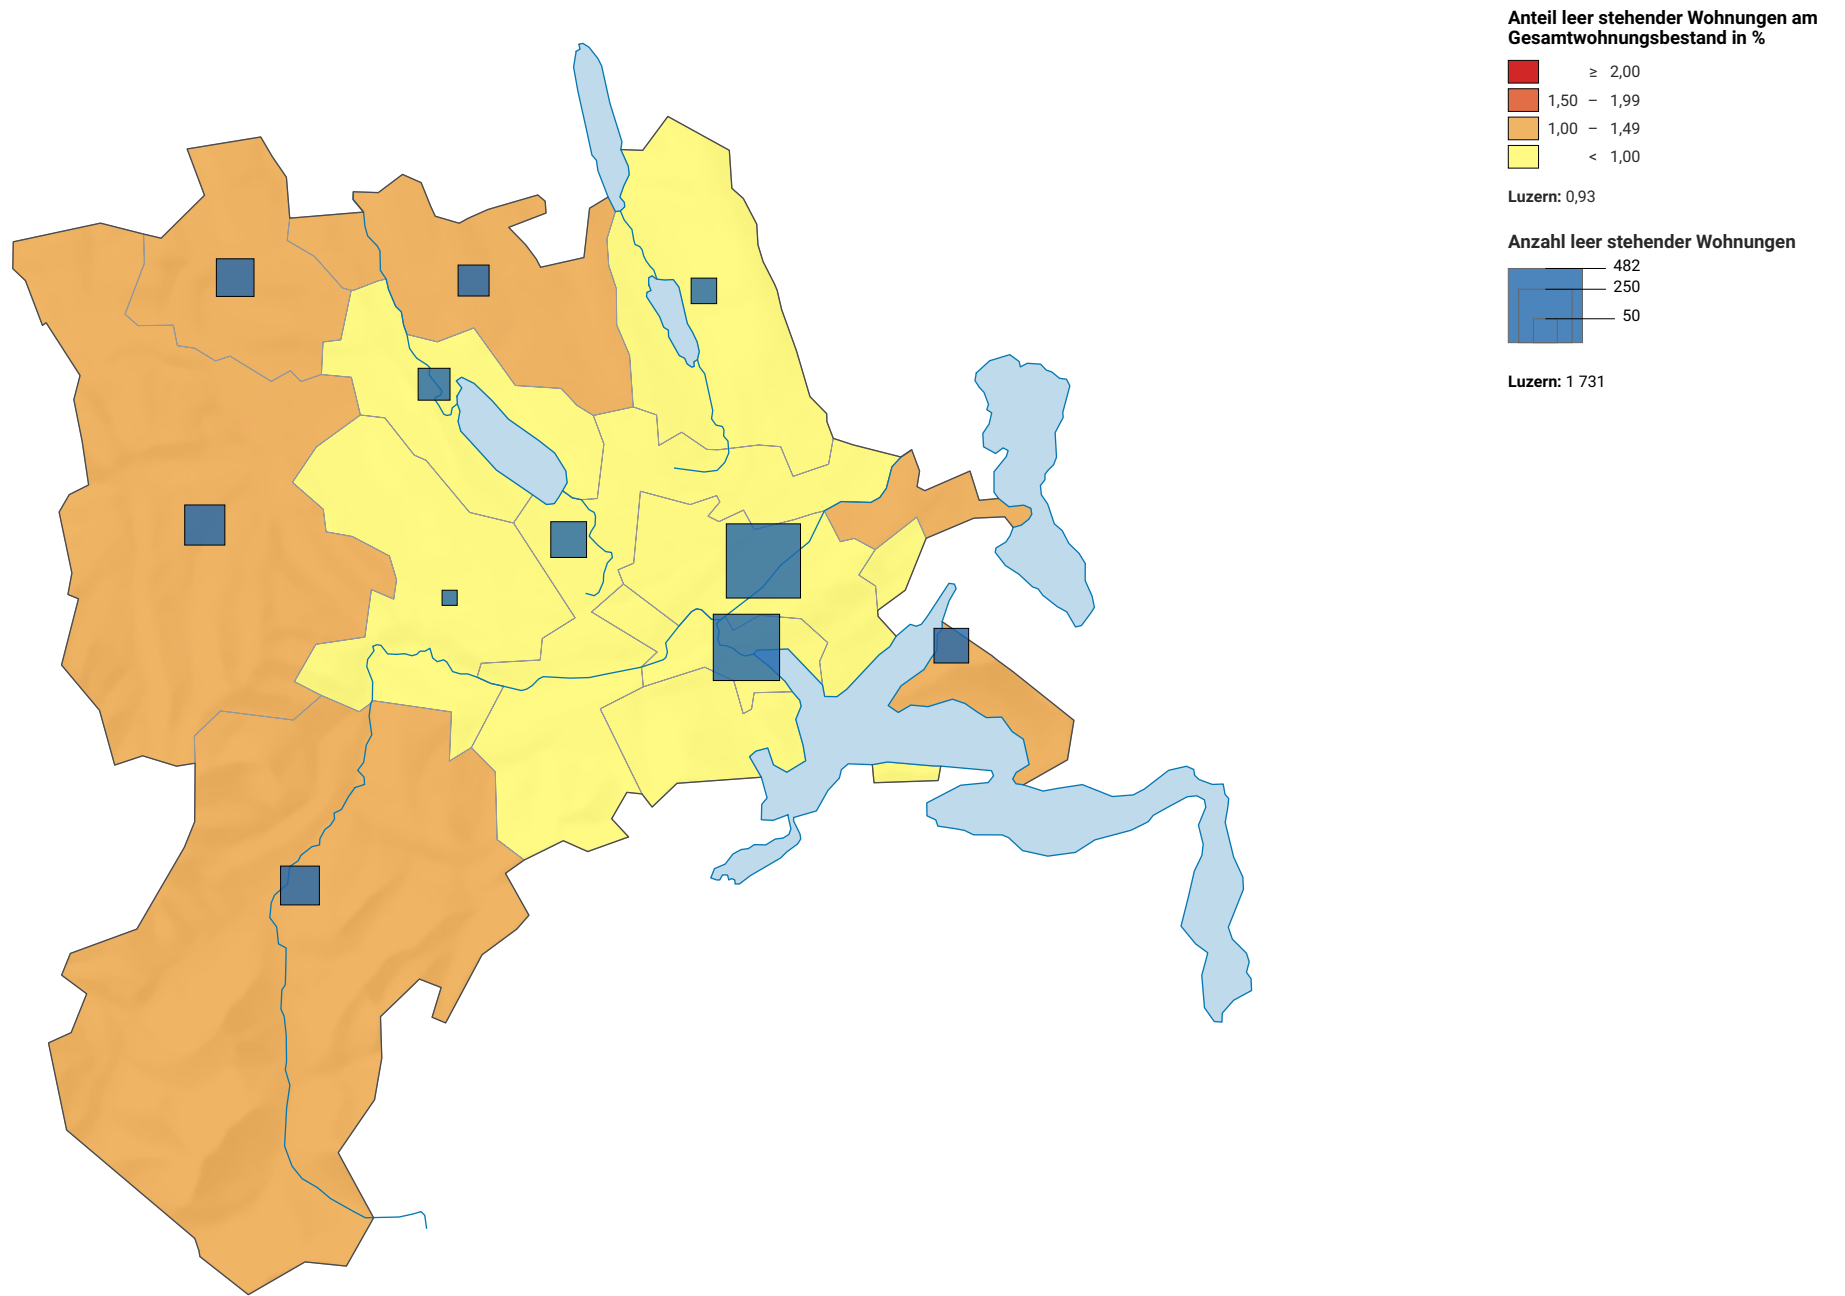 Anteil leer stehender Wohnungen am
Gesamtwohnungsbestand in %
≥ 2,00
1,50 – 1,99
1,00 – 1,49
< 1,00
Luzern: 0,93
Anzahl leer stehender Wohnungen
482
250
50
Luzern: 1 731